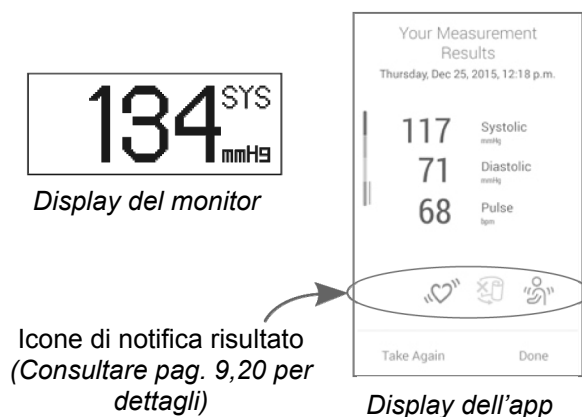 134 SYS
mmHg
Display del monitor
Your Measurement
Results
Thursday, Dec 25, 2015, 12:18 p.m.
117 Systolic
mmHg
71 Diastolic
mmHg
68 Pulse
bpm
Take Again Done
Icone di notifica risultato
(Consultare pag. 9,20 per
dettagli)
Display dell'app